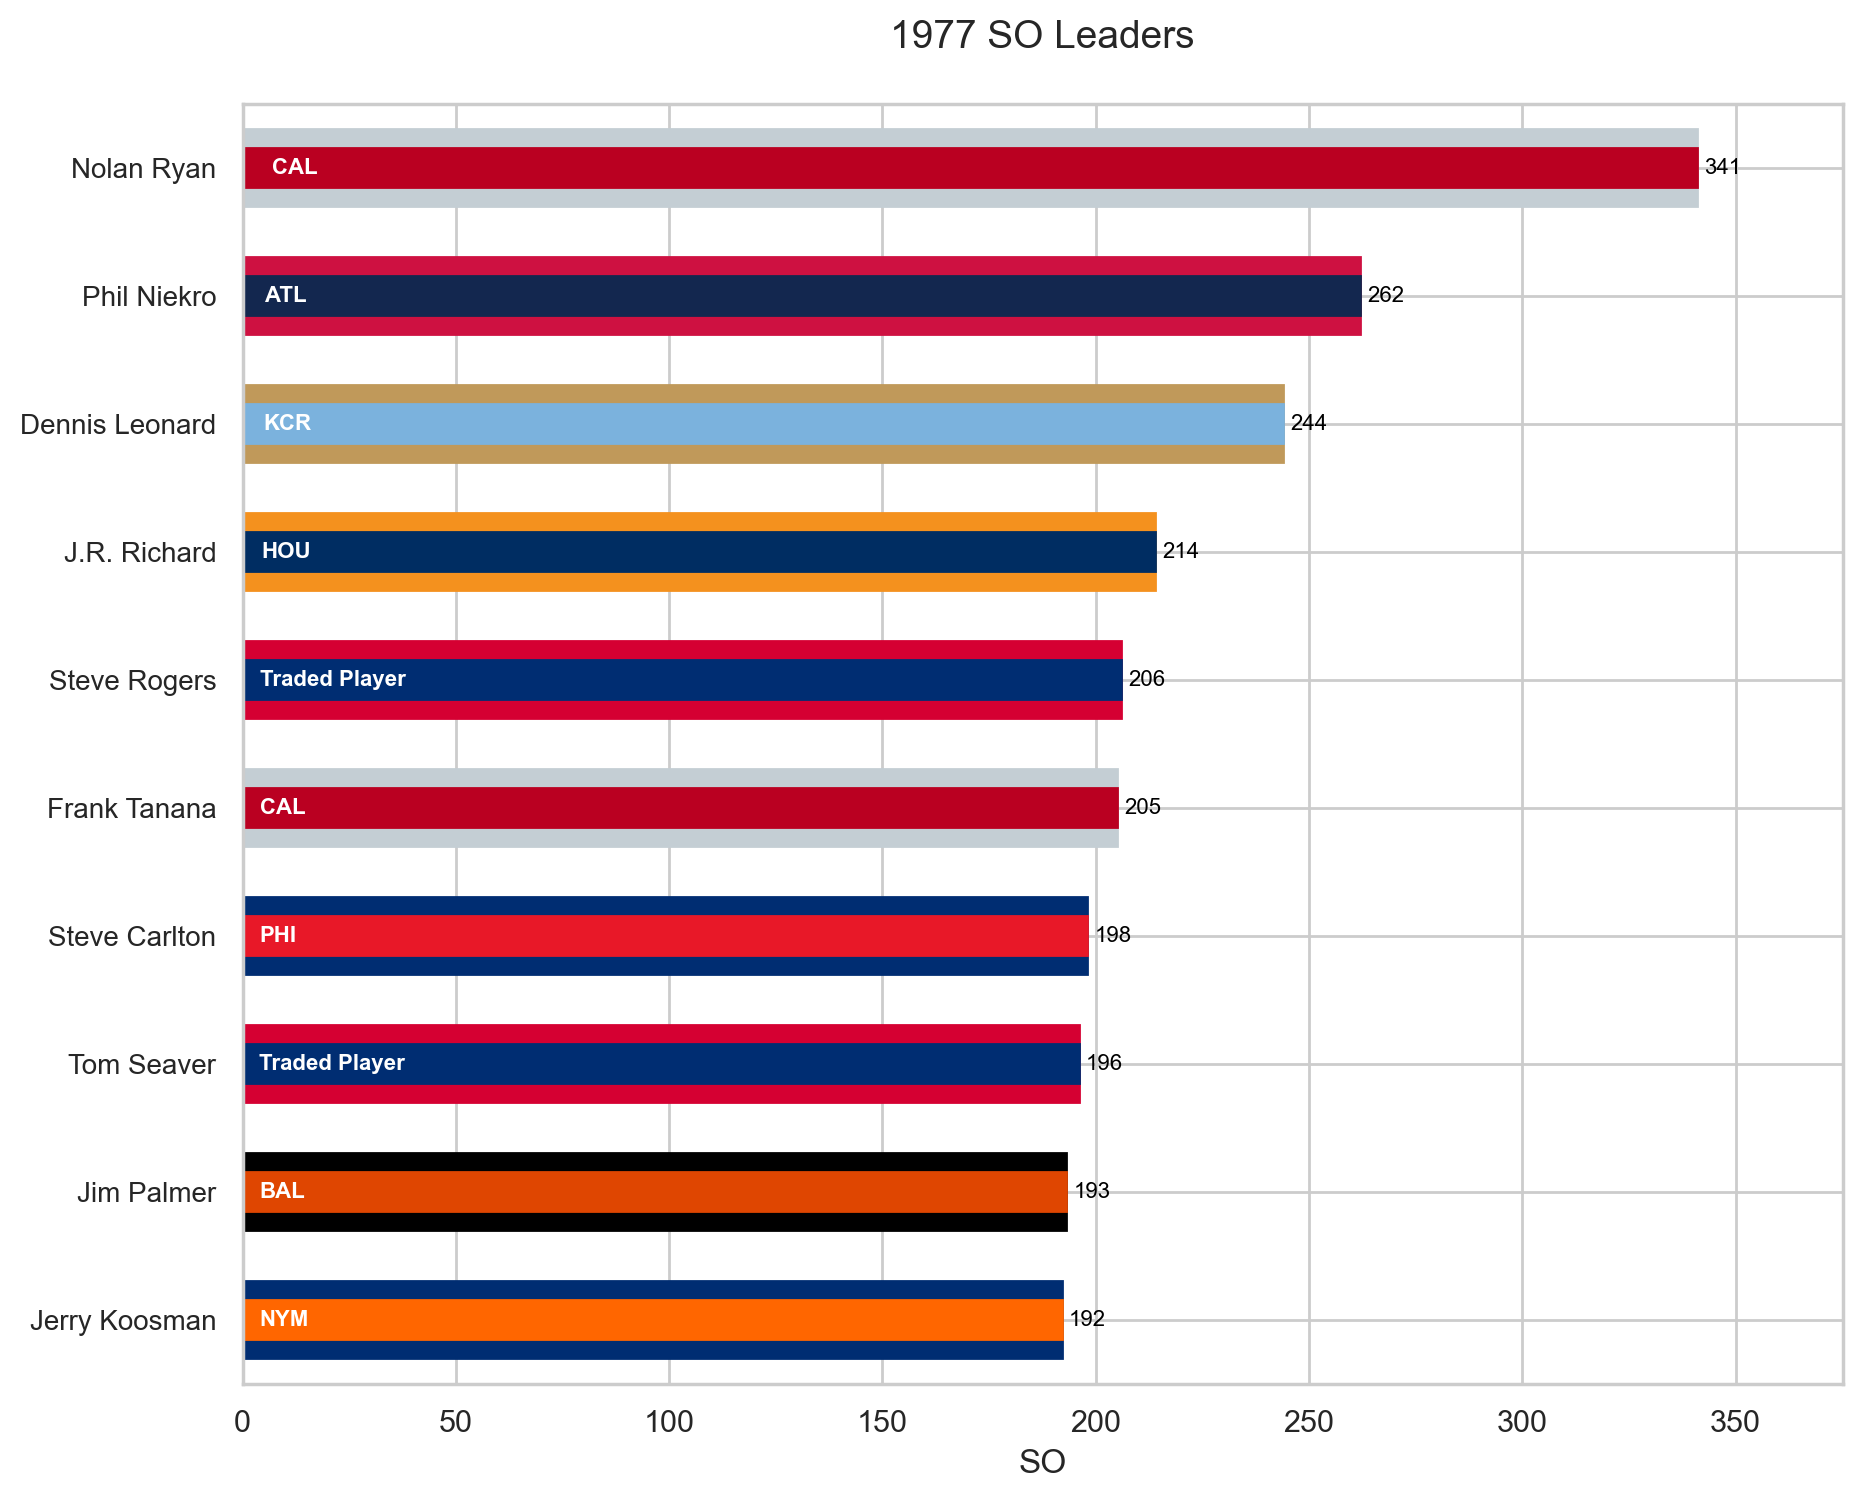 1977 SO Leaders
Nolan Ryan CAL 341
Phil Niekro ATL 262
Dennis Leonard KCR 244
J.R. Richard HOU 214
Steve Rogers Traded Player 206
Frank Tanana CAL 205
Steve Carlton PHI 198
Tom Seaver Traded Player 196
Jim Palmer BAL 193
Jerry Koosman NYM 192
0 50 100 150 200 250 300 350
SO